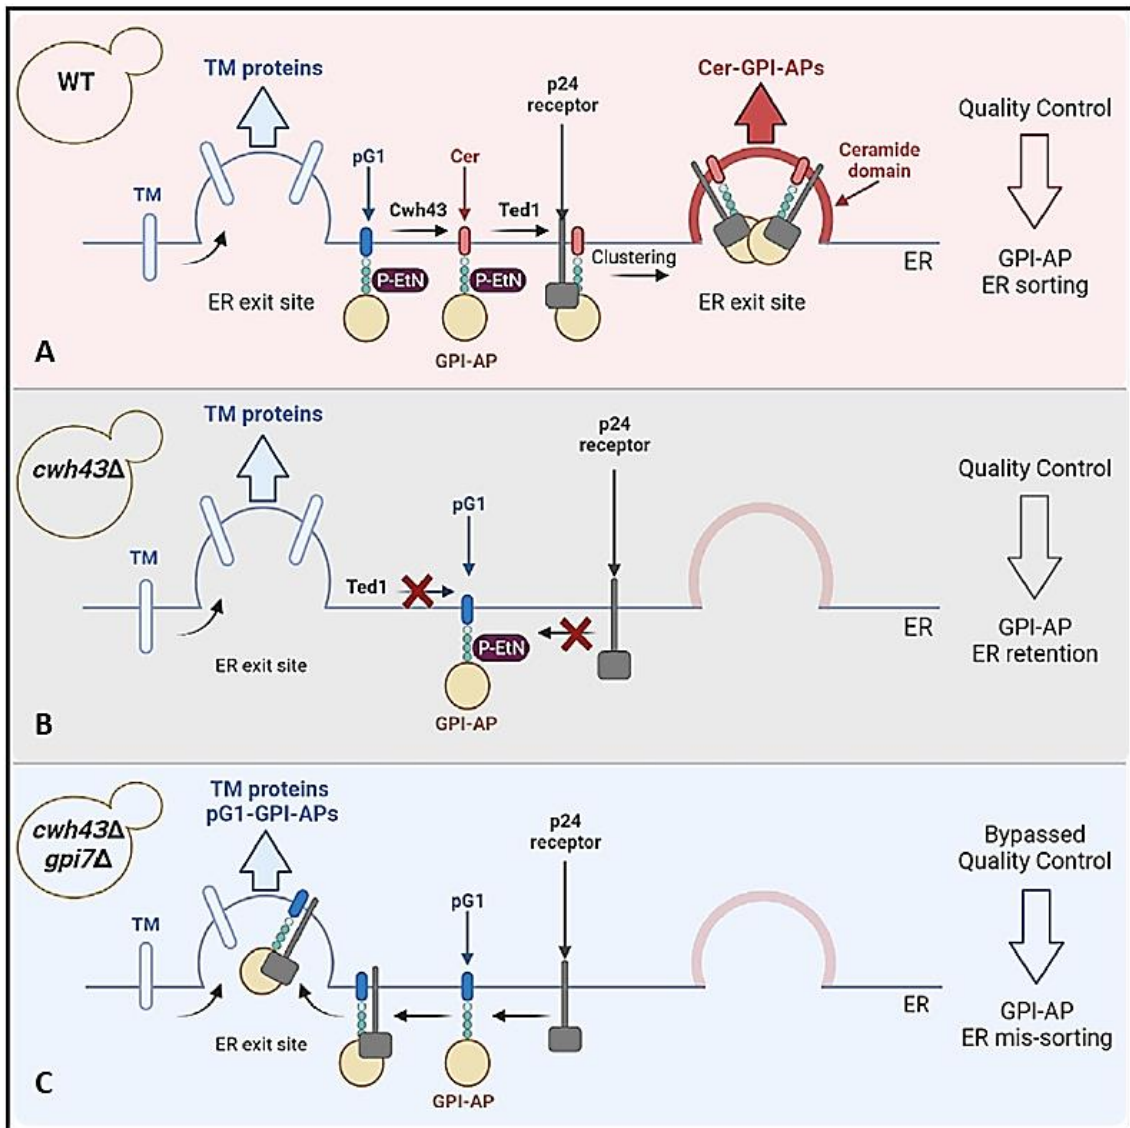 WT
TM proteins
TM
ER exit site
pG1
Cwh43
Cer
Ted1
p24
receptor
P-EtN
P-EtN
GPI-AP
Clustering
Cer-GPI-APs
Ceramide
domain
ER exit site
ER
Quality Control
GPI-AP
ER sorting
A
cwh43Δ
TM proteins
TM
ER exit site
Ted1
pG1
P-EtN
GPI-AP
p24
receptor
ER
Quality Control
GPI-AP
ER retention
B
cwh43Δ
gpi7Δ
TM proteins
pG1-GPI-APs
TM
ER exit site
pG1
GPI-AP
p24
receptor
ER
Bypassed
Quality Control
GPI-AP
ER mis-sorting
C